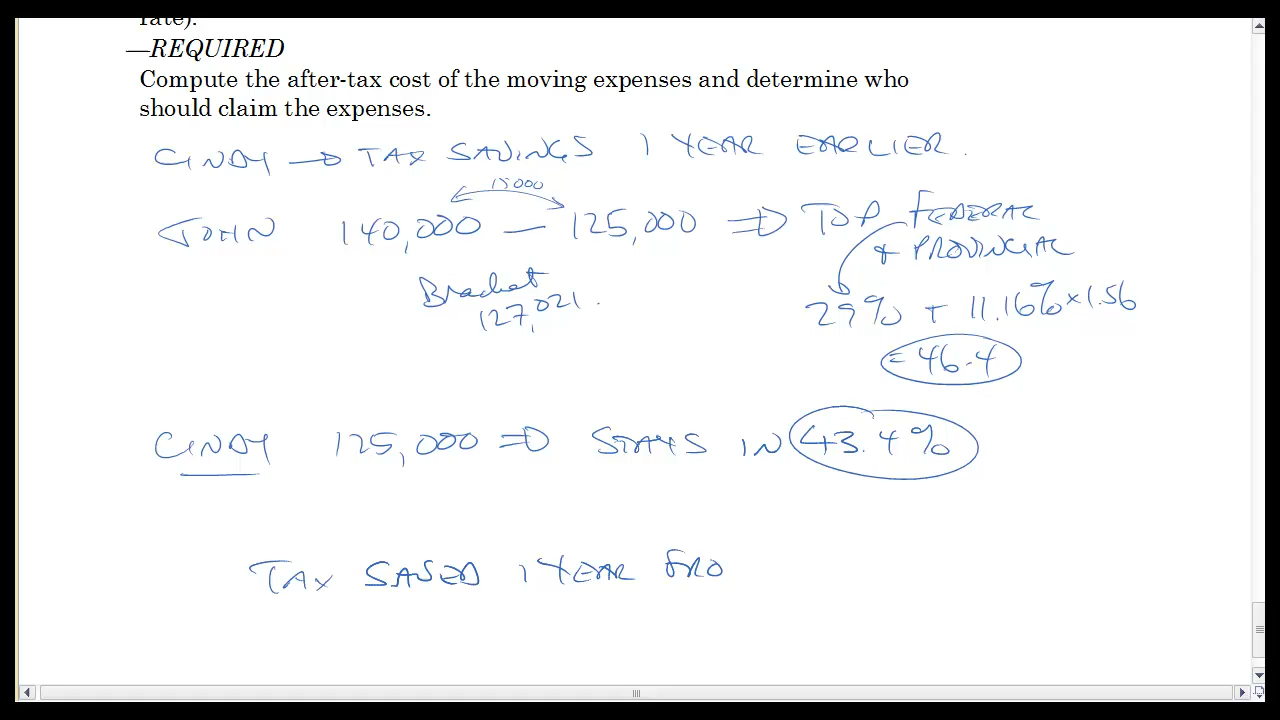 rate).
—REQUIRED
Compute the after-tax cost of the moving expenses and determine who
should claim the expenses.
CINDY → TAX SAVINGS 1 YEAR EARLIER.
15000
JOHN 140,000 — 125,000 ⇒ TOP FEDERAL
+ PROVINCIAL
Bracket
127,021.
29% + 11.16% × 1.56
= 46.4
CINDY 125,000 ⇒ STAYS IN 43.4%
TAX SAVED 1 YEAR FRO